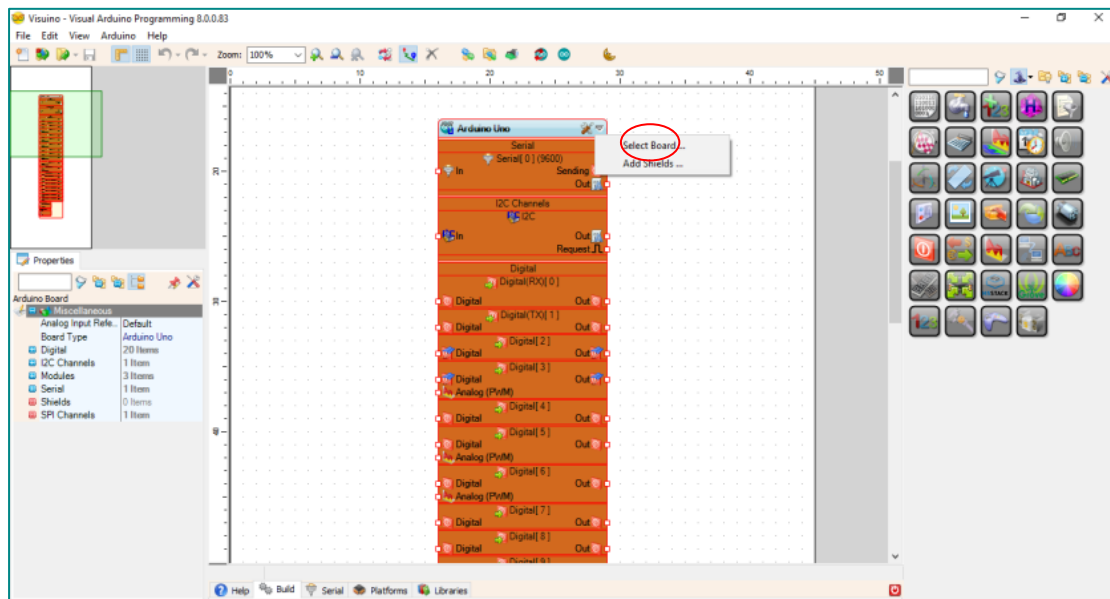 Visuino - Visual Arduino Programming 8.0.0.83
File Edit View Arduino Help
Zoom: 100%
0 10 20 30 40 50
Arduino Uno
Select Board ...
Add Shields ...
Serial
Serial[ 0 ] (9600)
In Sending
Out
20
I2C Channels
I2C
In Out
Request
Properties
Digital
Digital(RX)[ 0 ]
Digital Out
30
Digital(TX)[ 1 ]
Digital Out
Digital[ 2 ]
Digital Out
Digital[ 3 ]
Digital Out
Analog (PWM)
Digital[ 4 ]
Digital Out
40
Digital[ 5 ]
Digital Out
Analog (PWM)
Digital[ 6 ]
Digital Out
Analog (PWM)
Digital[ 7 ]
Digital Out
Digital[ 8 ]
Digital Out
Digital[ 9 ]
Arduino Board
Miscellaneous
Analog Input Refe... Default
Board Type Arduino Uno
Digital 20 Items
I2C Channels 1 Item
Modules 3 Items
Serial 1 Item
Shields 0 Items
SPI Channels 1 Item
Help Build Serial Platforms Libraries